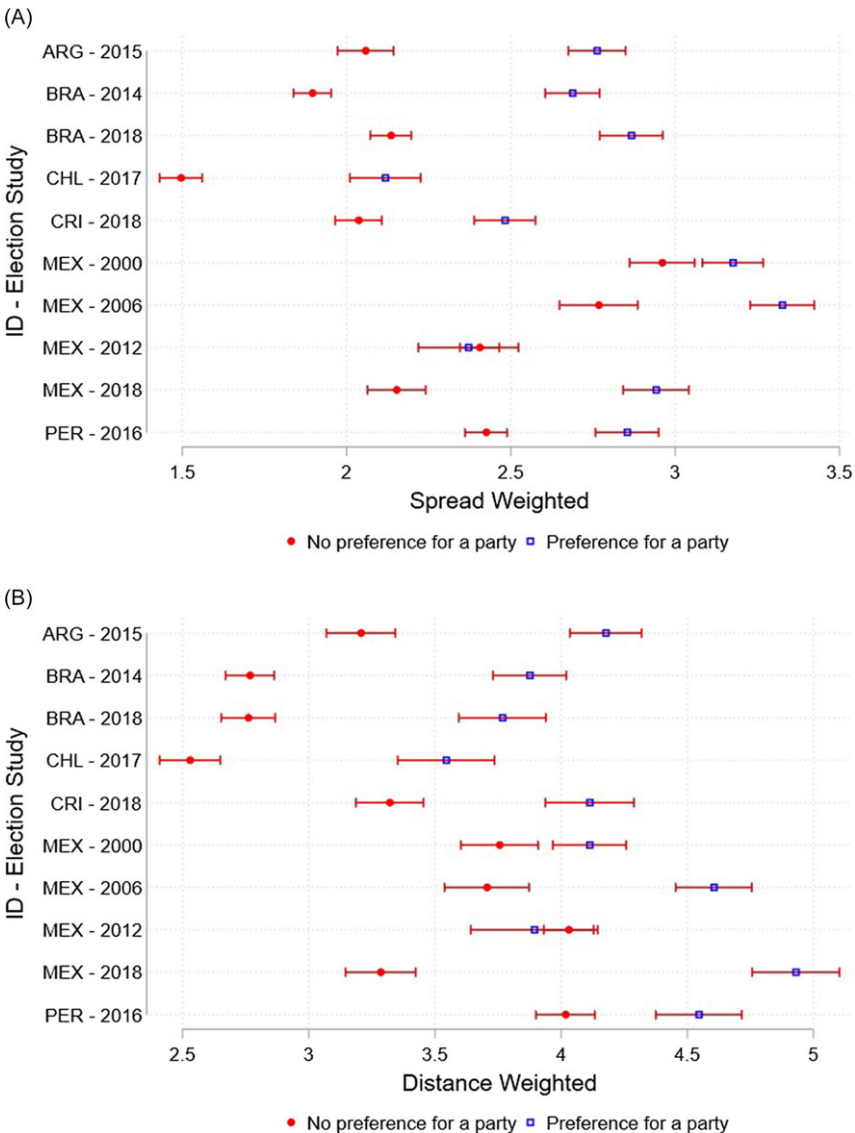 (A)
ID - Election Study
ARG - 2015
BRA - 2014
BRA - 2018
CHL - 2017
CRI - 2018
MEX - 2000
MEX - 2006
MEX - 2012
MEX - 2018
PER - 2016
1.5 2 2.5 3 3.5
Spread Weighted
No preference for a party Preference for a party
(B)
ID - Election Study
ARG - 2015
BRA - 2014
BRA - 2018
CHL - 2017
CRI - 2018
MEX - 2000
MEX - 2006
MEX - 2012
MEX - 2018
PER - 2016
2.5 3 3.5 4 4.5 5
Distance Weighted
No preference for a party Preference for a party